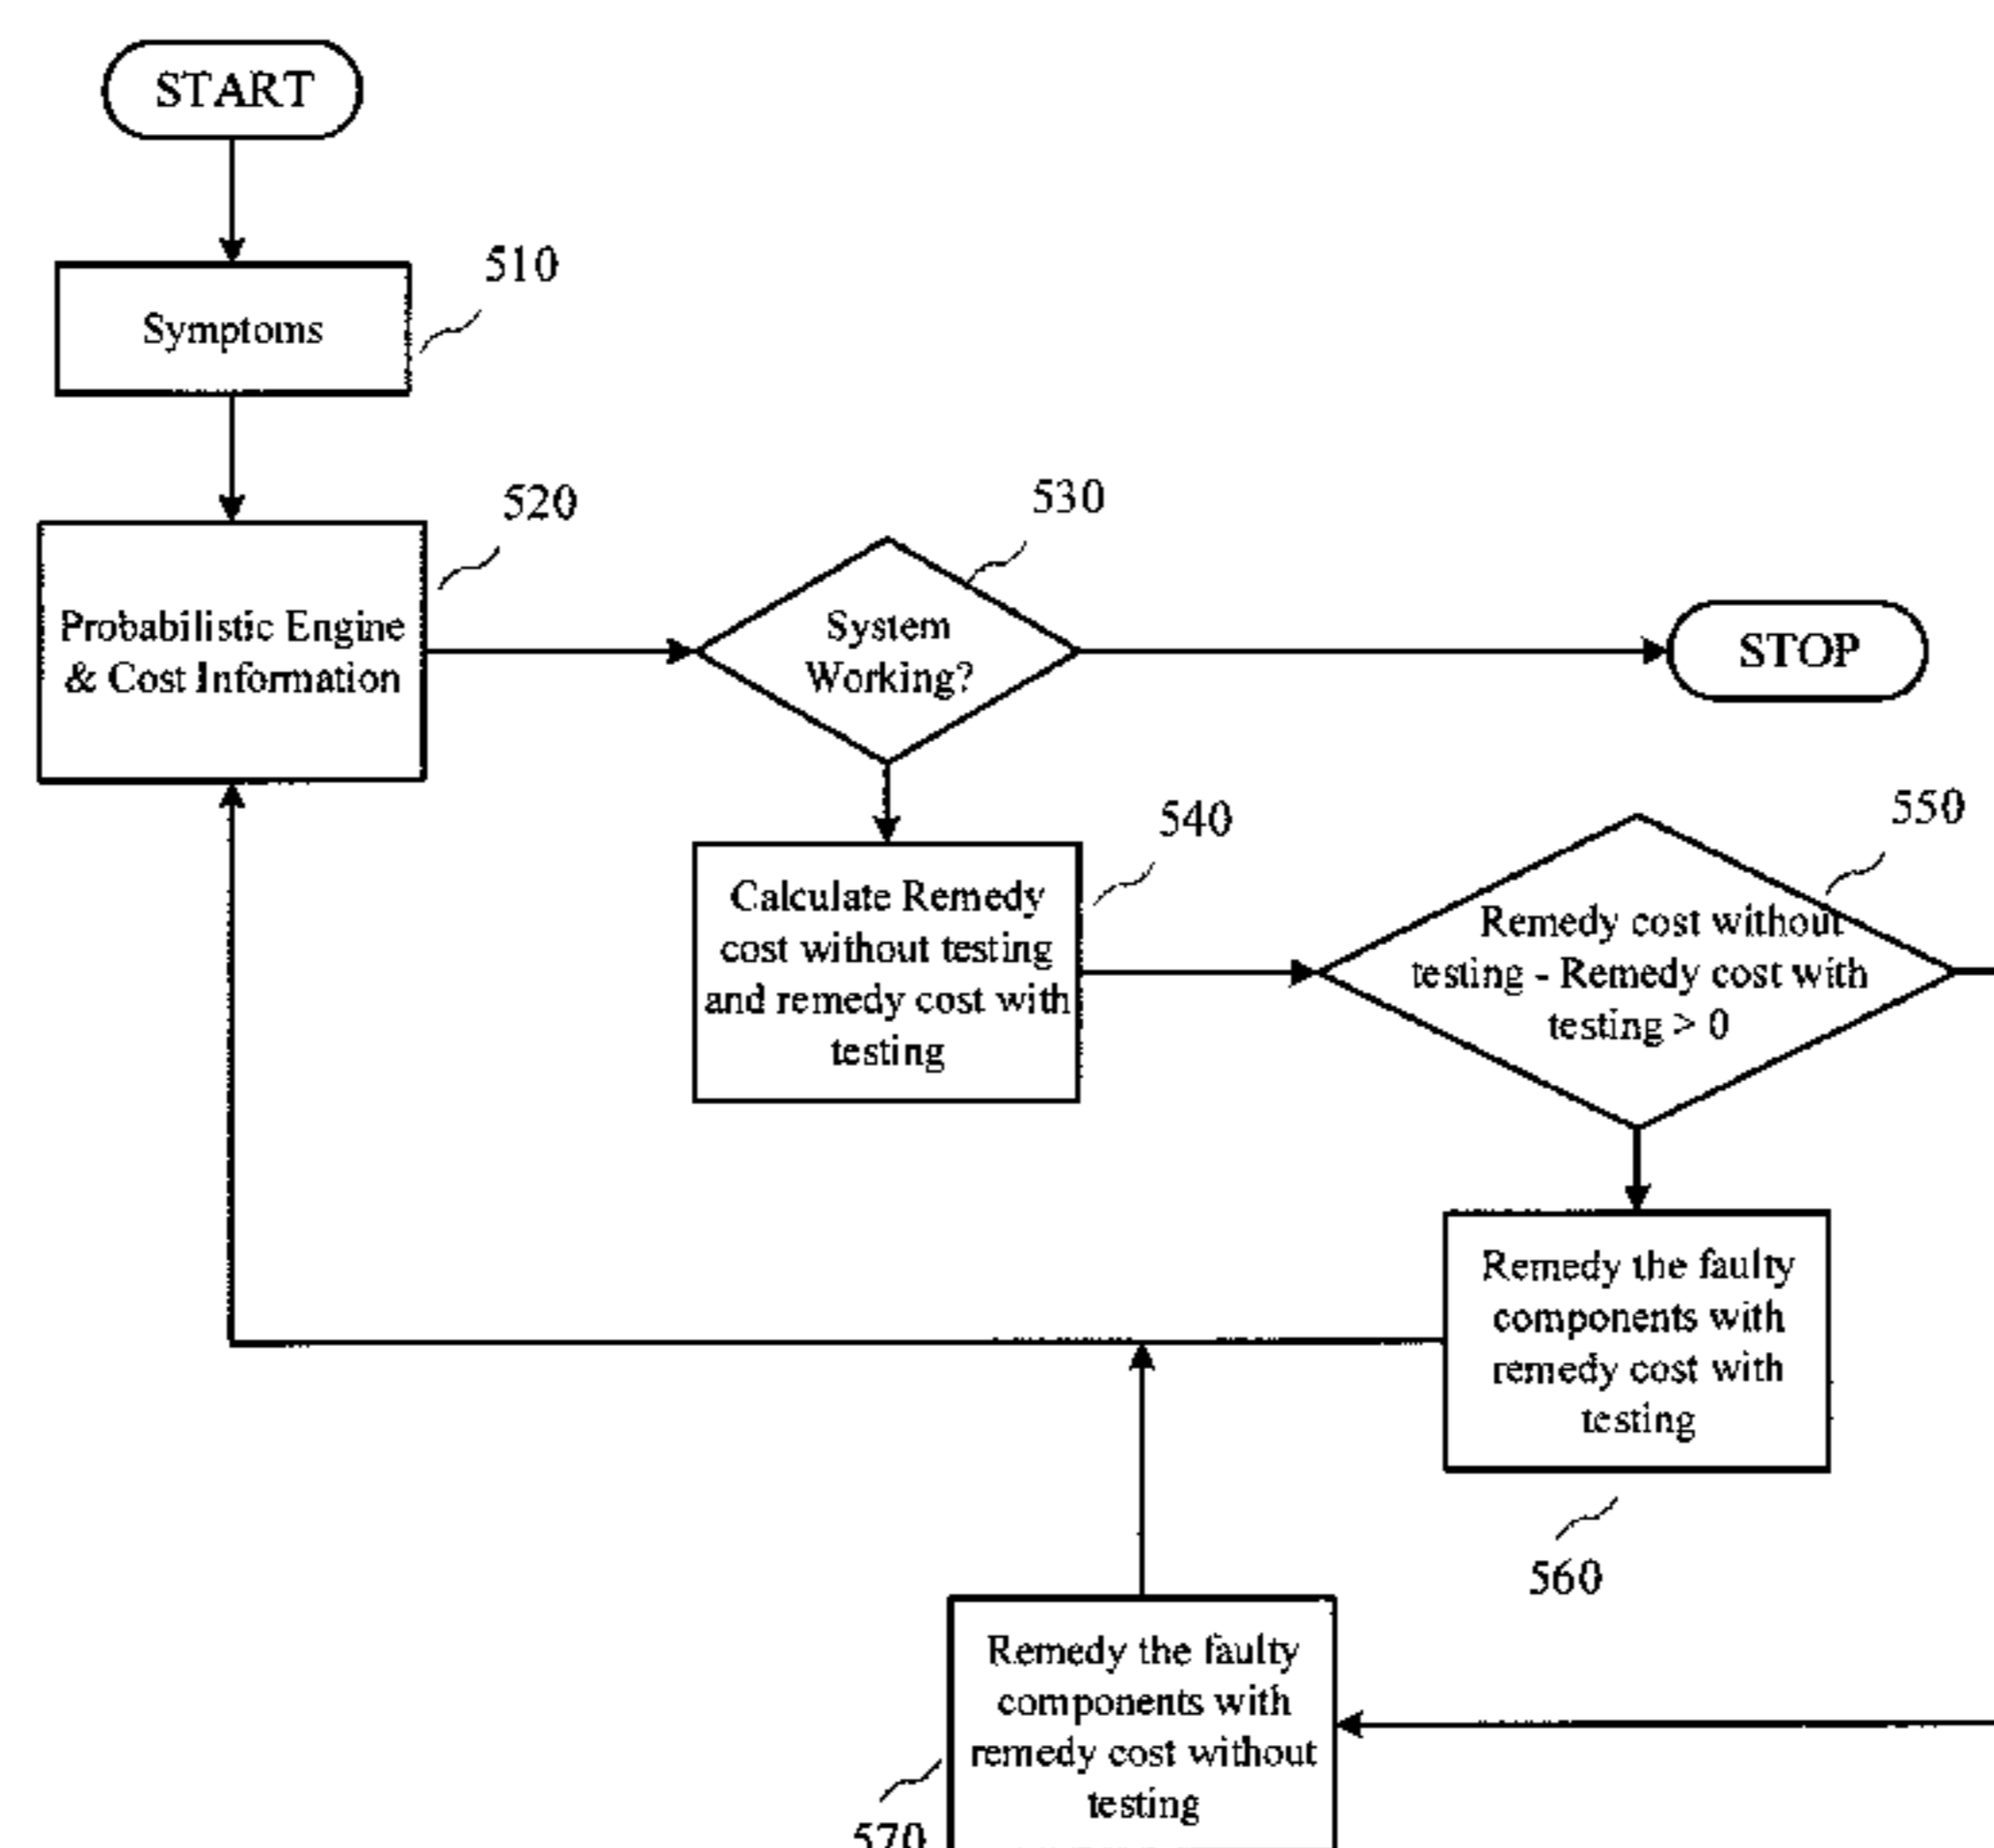 START
510
Symptoms
520
530
Probabilistic Engine
& Cost Information
System
Working?
STOP
540
550
Calculate Remedy
cost without testing
and remedy cost with
testing
Remedy cost without
testing - Remedy cost with
testing > 0
Remedy the faulty
components with
remedy cost with
testing
560
Remedy the faulty
components with
remedy cost without
testing
570